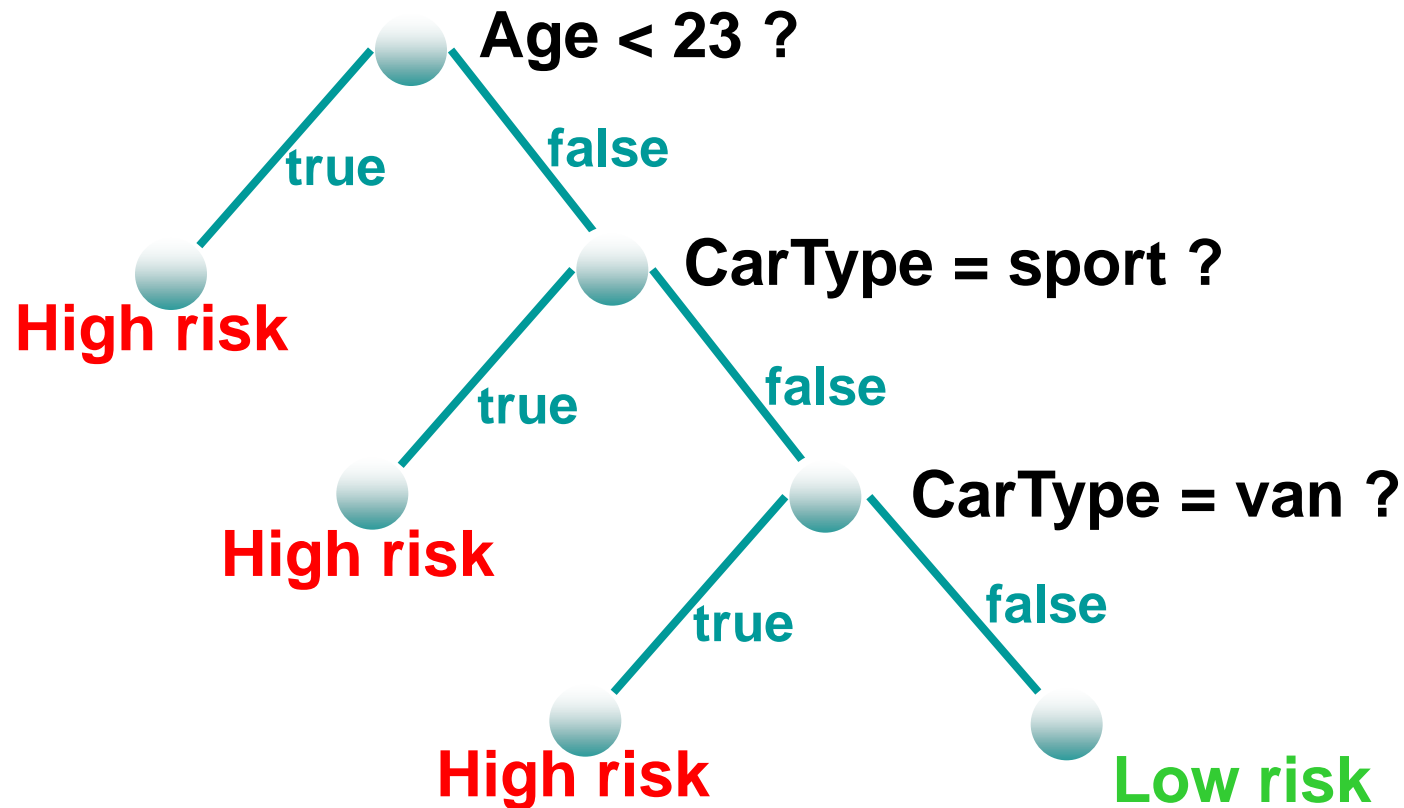 Age < 23 ?
true
false
High risk
CarType = sport ?
true
false
High risk
CarType = van ?
true
false
High risk
Low risk